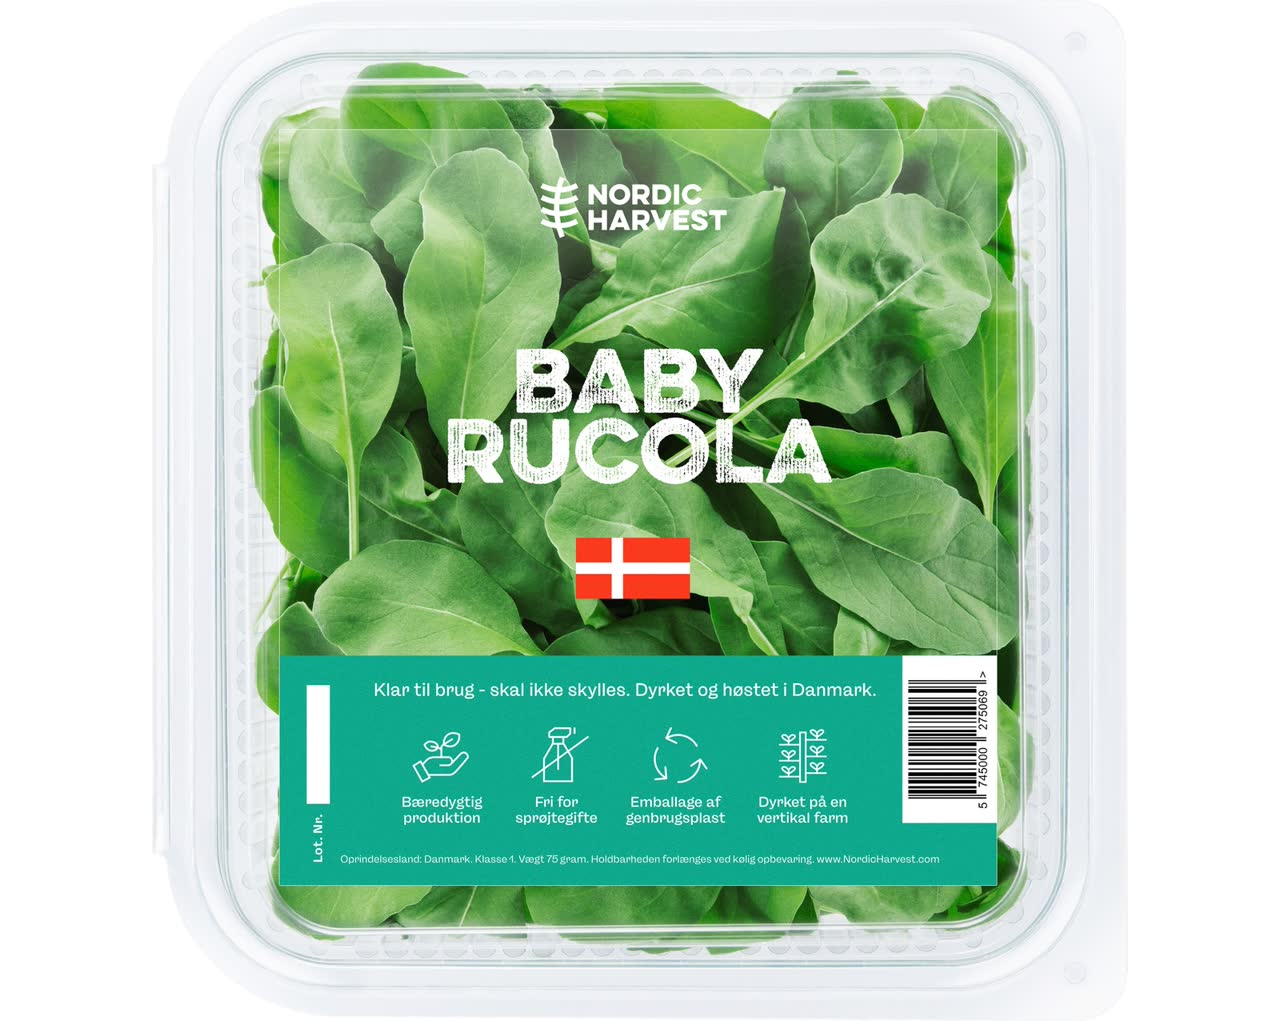 NORDIC
HARVEST
BABY
RUCOLA
Klar til brug - skal ikke skylles. Dyrket og høstet i Danmark.
Bæredygtig
produktion
Fri for
sprøjtegifte
Emballage af
genbrugsplast
Dyrket på en
vertikal farm
Lot. Nr.
Oprindelsesland: Danmark. Klasse 1. Vægt 75 gram. Holdbarheden forlænges ved kølig opbevaring. www.NordicHarvest.com
5 745000 275069 >